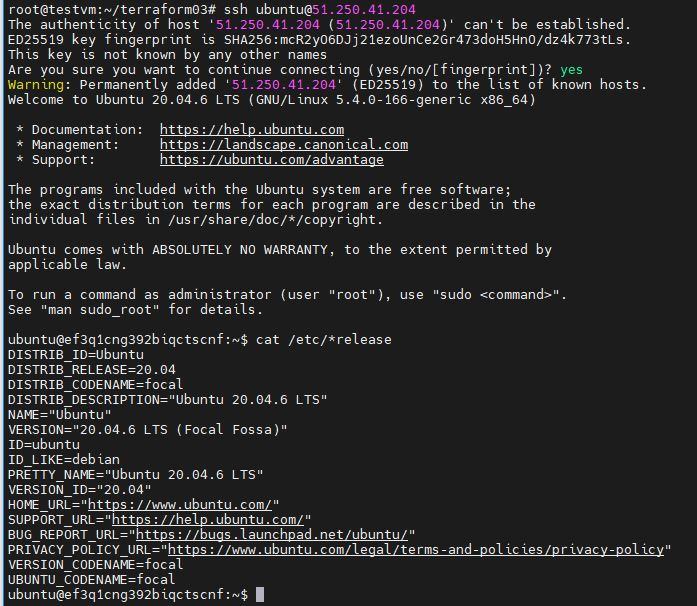 root@testvm:~/terraform03# ssh ubuntu@51.250.41.204
The authenticity of host '51.250.41.204 (51.250.41.204)' can't be established.
ED25519 key fingerprint is SHA256:mcR2yO6DJj21ezoUnCe2Gr473doH5HnO/dz4k773tLs.
This key is not known by any other names
Are you sure you want to continue connecting (yes/no/[fingerprint])? yes
Warning: Permanently added '51.250.41.204' (ED25519) to the list of known hosts.
Welcome to Ubuntu 20.04.6 LTS (GNU/Linux 5.4.0-166-generic x86_64)

 * Documentation:  https://help.ubuntu.com
 * Management:     https://landscape.canonical.com
 * Support:        https://ubuntu.com/advantage

The programs included with the Ubuntu system are free software;
the exact distribution terms for each program are described in the
individual files in /usr/share/doc/*/copyright.

Ubuntu comes with ABSOLUTELY NO WARRANTY, to the extent permitted by
applicable law.

To run a command as administrator (user "root"), use "sudo <command>".
See "man sudo_root" for details.

ubuntu@ef3q1cng392biqctscnf:~$ cat /etc/*release
DISTRIB_ID=Ubuntu
DISTRIB_RELEASE=20.04
DISTRIB_CODENAME=focal
DISTRIB_DESCRIPTION="Ubuntu 20.04.6 LTS"
NAME="Ubuntu"
VERSION="20.04.6 LTS (Focal Fossa)"
ID=ubuntu
ID_LIKE=debian
PRETTY_NAME="Ubuntu 20.04.6 LTS"
VERSION_ID="20.04"
HOME_URL="https://www.ubuntu.com/"
SUPPORT_URL="https://help.ubuntu.com/"
BUG_REPORT_URL="https://bugs.launchpad.net/ubuntu/"
PRIVACY_POLICY_URL="https://www.ubuntu.com/legal/terms-and-policies/privacy-policy"
VERSION_CODENAME=focal
UBUNTU_CODENAME=focal
ubuntu@ef3q1cng392biqctscnf:~$